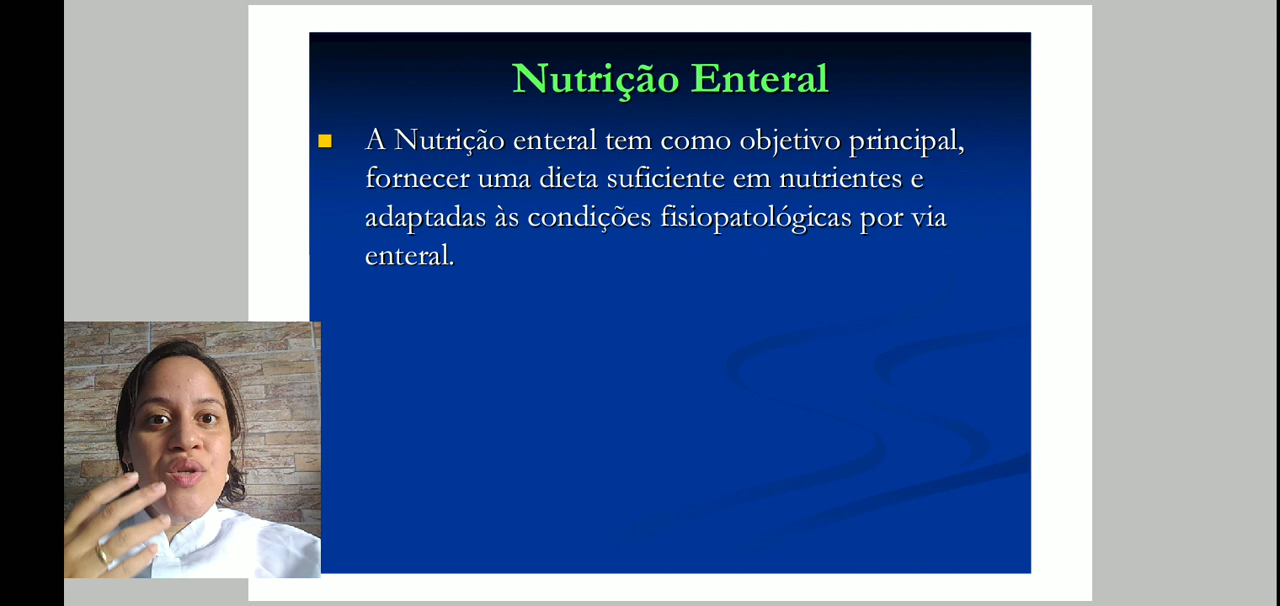 Nutrição Enteral
A Nutrição enteral tem como objetivo principal,
fornecer uma dieta suficiente em nutrientes e
adaptadas às condições fisiopatológicas por via
enteral.